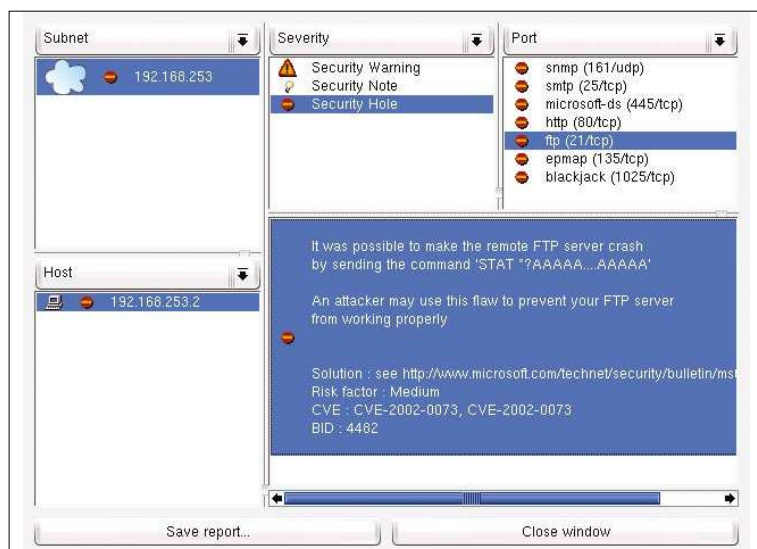 Subnet
192.168.253
Severity
Security Warning
Security Note
Security Hole
Port
snmp (161/udp)
smtp (25/tcp)
microsoft-ds (445/tcp)
http (80/tcp)
ftp (21/tcp)
epmap (135/tcp)
blackjack (1025/tcp)
Host
192.168.253.2
It was possible to make the remote FTP server crash
by sending the command 'STAT *?AAAAA....AAAAA'
An attacker may use this flaw to prevent your FTP server
from working properly
Solution : see http://www.microsoft.com/technet/security/bulletin/ms
Risk factor : Medium
CVE : CVE-2002-0073, CVE-2002-0073
BID : 4482
Save report...
Close window